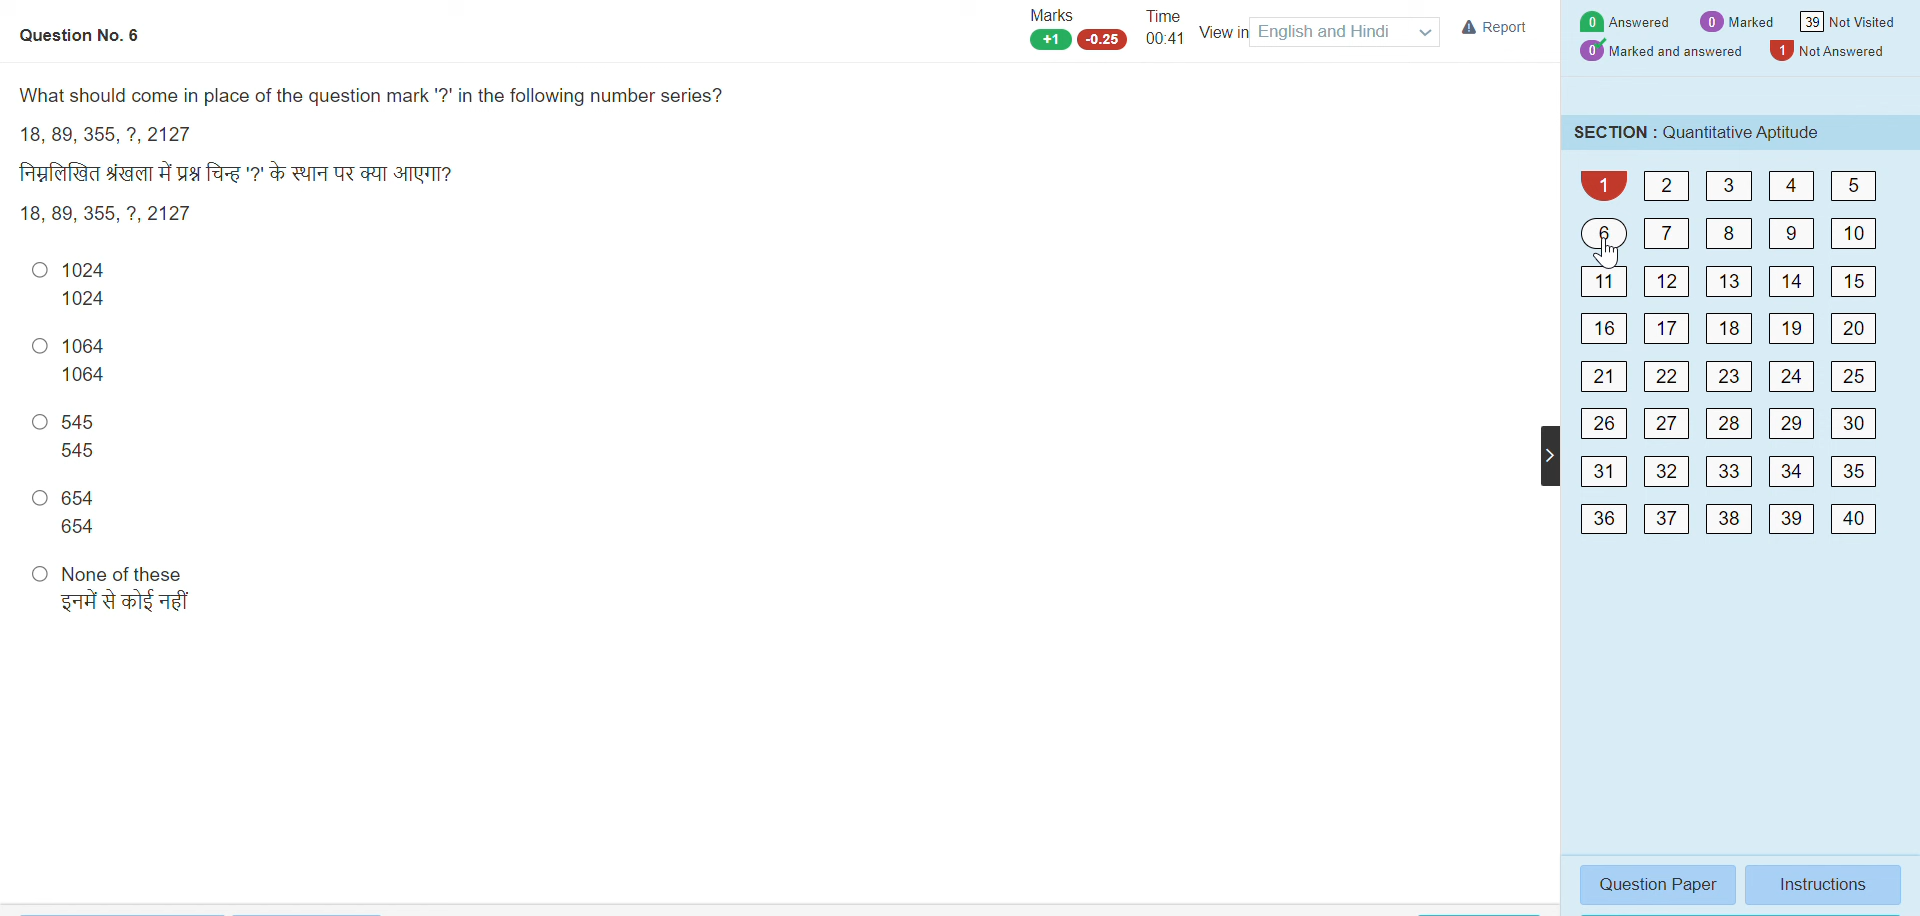 Question No. 6
Marks
+1 -0.25
Time
00:41
View in English and Hindi
Report
What should come in place of the question mark '?' in the following number series?
18, 89, 355, ?, 2127
निम्नलिखित श्रंखला में प्रश्न चिन्ह '?' के स्थान पर क्या आएगा?
18, 89, 355, ?, 2127
1024
1024
1064
1064
545
545
654
654
None of these
इनमें से कोई नहीं
0 Answered 0 Marked 39 Not Visited
0 Marked and answered 1 Not Answered
SECTION : Quantitative Aptitude
1 2 3 4 5
6 7 8 9 10
11 12 13 14 15
16 17 18 19 20
21 22 23 24 25
26 27 28 29 30
31 32 33 34 35
36 37 38 39 40
Question Paper Instructions